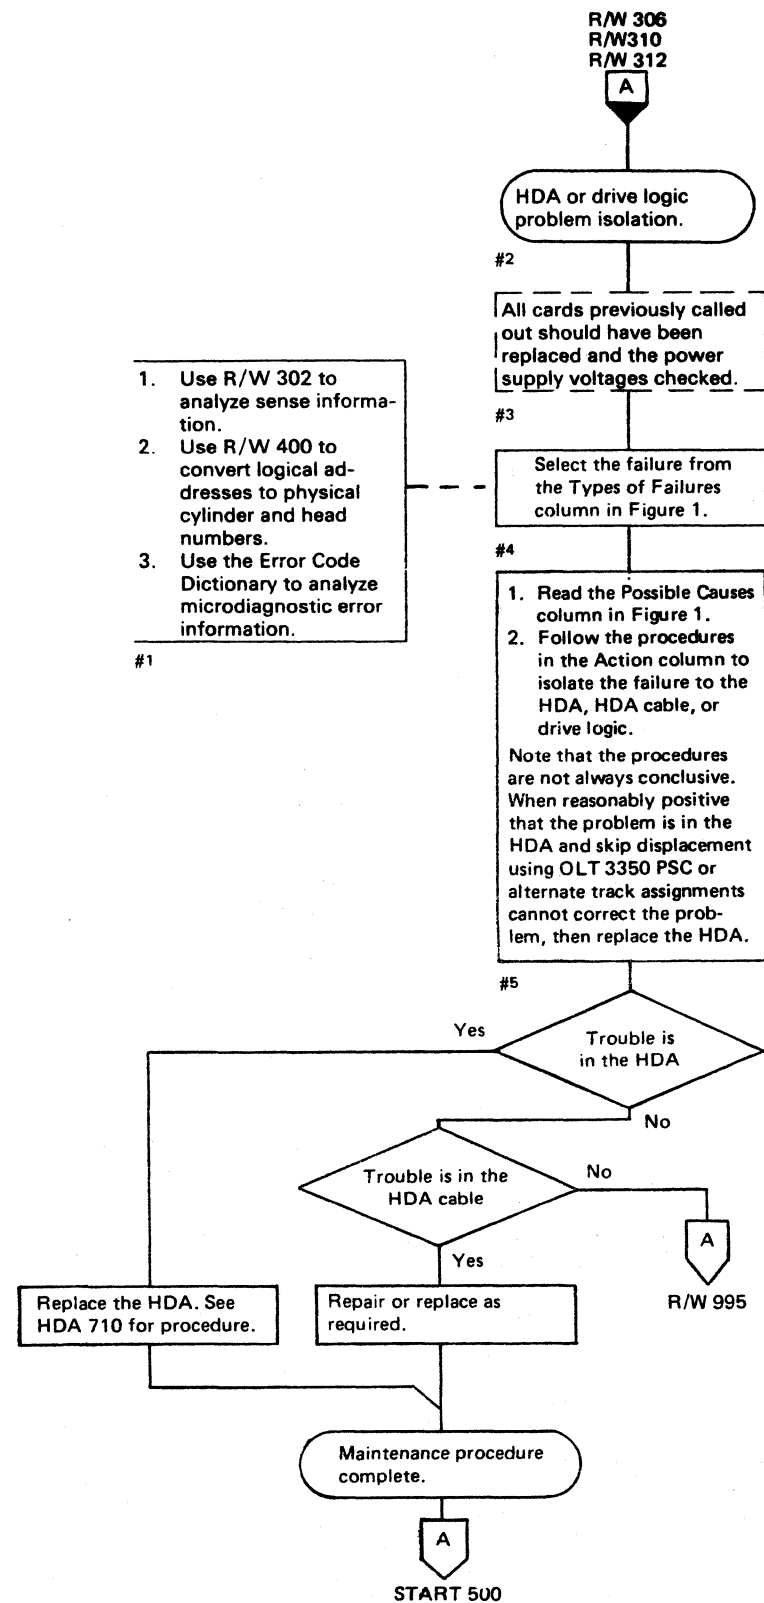 R/W 306
R/W310
R/W 312
A
HDA or drive logic
problem isolation.
#2
All cards previously called
out should have been
replaced and the power
supply voltages checked.
1. Use R/W 302 to
analyze sense informa-
tion.
2. Use R/W 400 to
convert logical ad-
dresses to physical
cylinder and head
numbers.
3. Use the Error Code
Dictionary to analyze
microdiagnostic error
information.
#1
#3
Select the failure from
the Types of Failures
column in Figure 1.
#4
1. Read the Possible Causes
column in Figure 1.
2. Follow the procedures
in the Action column to
isolate the failure to the
HDA, HDA cable, or
drive logic.
Note that the procedures
are not always conclusive.
When reasonably positive
that the problem is in the
HDA and skip displacement
using OLT 3350 PSC or
alternate track assignments
cannot correct the prob-
lem, then replace the HDA.
#5
Trouble is
in the HDA
Yes
No
Trouble is in the
HDA cable
No
A
R/W 995
Yes
Replace the HDA. See
HDA 710 for procedure.
Repair or replace as
required.
Maintenance procedure
complete.
A
START 500